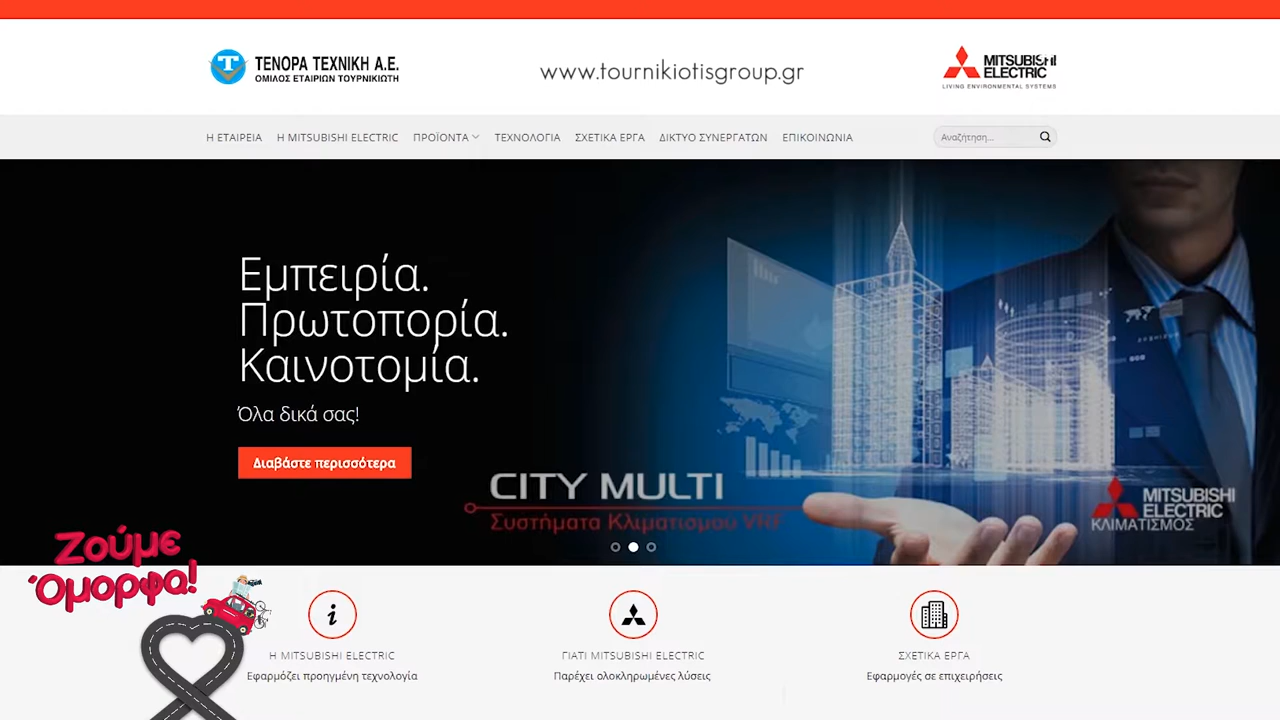 ΤΕΝΟΡΑ ΤΕΧΝΙΚΗ Α.Ε.
ΟΜΙΛΟΣ ΕΤΑΙΡΙΩΝ ΤΟΥΡΝΙΚΙΩΤΗ
www.tournikiotisgroup.gr
MITSUBISHI
ELECTRIC
LIVING ENVIRONMENTAL SYSTEMS
Η ΕΤΑΙΡΕΙΑ Η MITSUBISHI ELECTRIC ΠΡΟΪΟΝΤΑ ΤΕΧΝΟΛΟΓΙΑ ΣΧΕΤΙΚΑ ΕΡΓΑ ΔΙΚΤΥΟ ΣΥΝΕΡΓΑΤΩΝ ΕΠΙΚΟΙΝΩΝΙΑ Αναζήτηση...
Εμπειρία.
Πρωτοπορία.
Καινοτομία.
Όλα δικά σας!
Διαβάστε περισσότερα
CITY MULTI
Συστήματα Κλιματισμού VRF
MITSUBISHI
ELECTRIC
ΚΛΙΜΑΤΙΣΜΟΣ
Ζούμε
Όμορφα!
Η MITSUBISHI ELECTRIC
Εφαρμόζει προηγμένη τεχνολογία
ΓΙΑΤΙ MITSUBISHI ELECTRIC
Παρέχει ολοκληρωμένες λύσεις
ΣΧΕΤΙΚΑ ΕΡΓΑ
Εφαρμογές σε επιχειρήσεις